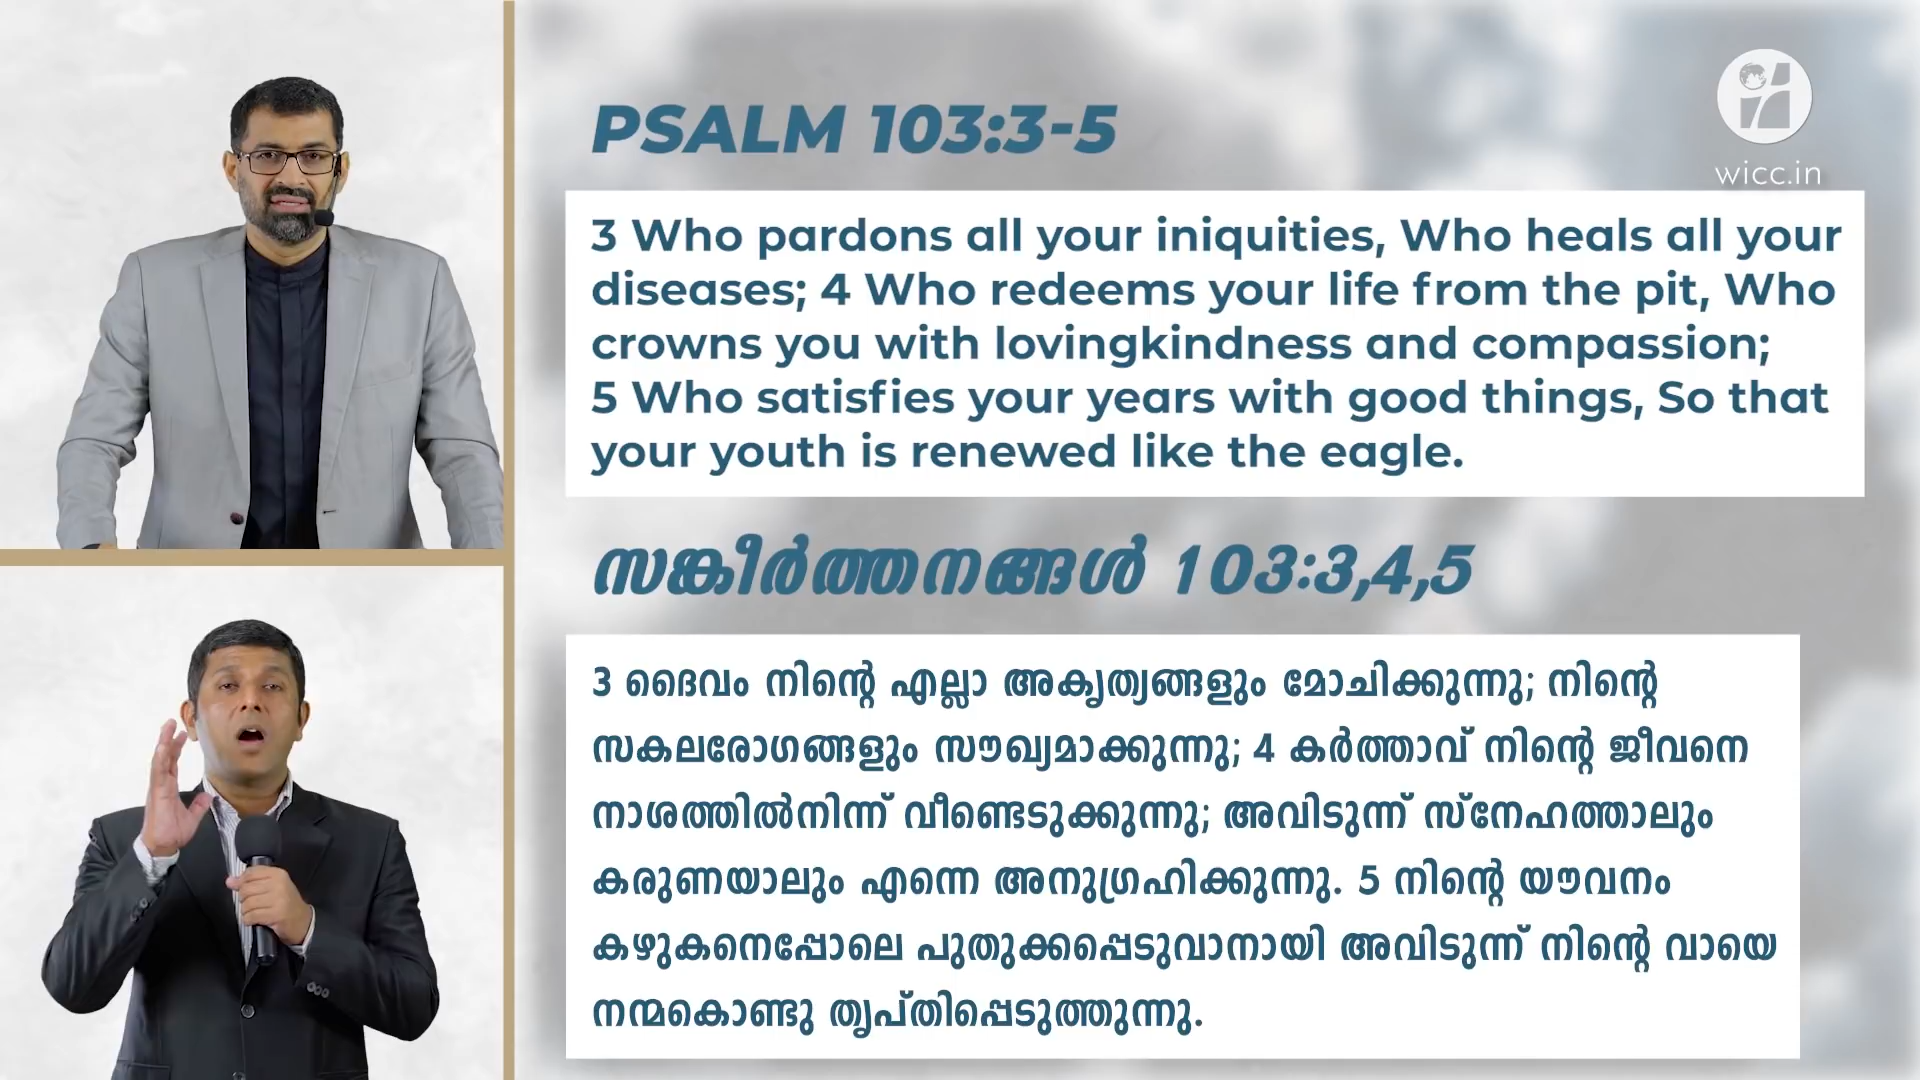 PSALM 103:3-5
wicc.in
3 Who pardons all your iniquities, Who heals all your
diseases; 4 Who redeems your life from the pit, Who
crowns you with lovingkindness and compassion;
5 Who satisfies your years with good things, So that
your youth is renewed like the eagle.
സങ്കീർത്തനങ്ങൾ 103:3,4,5
3 ദൈവം നിന്റെ എല്ലാ അകൃത്യങ്ങളും മോചിക്കുന്നു; നിന്റെ
സകലരോഗങ്ങളും സൗഖ്യമാക്കുന്നു; 4 കർത്താവ് നിന്റെ ജീവനെ
നാശത്തിൽനിന്ന് വീണ്ടെടുക്കുന്നു; അവിടുന്ന് സ്നേഹത്താലും
കരുണയാലും എന്നെ അനുഗ്രഹിക്കുന്നു. 5 നിന്റെ യൗവനം
കഴുകനെപ്പോലെ പുതുക്കപ്പെടുവാനായി അവിടുന്ന് നിന്റെ വായെ
നന്മകൊണ്ടു തൃപ്തിപ്പെടുത്തുന്നു.